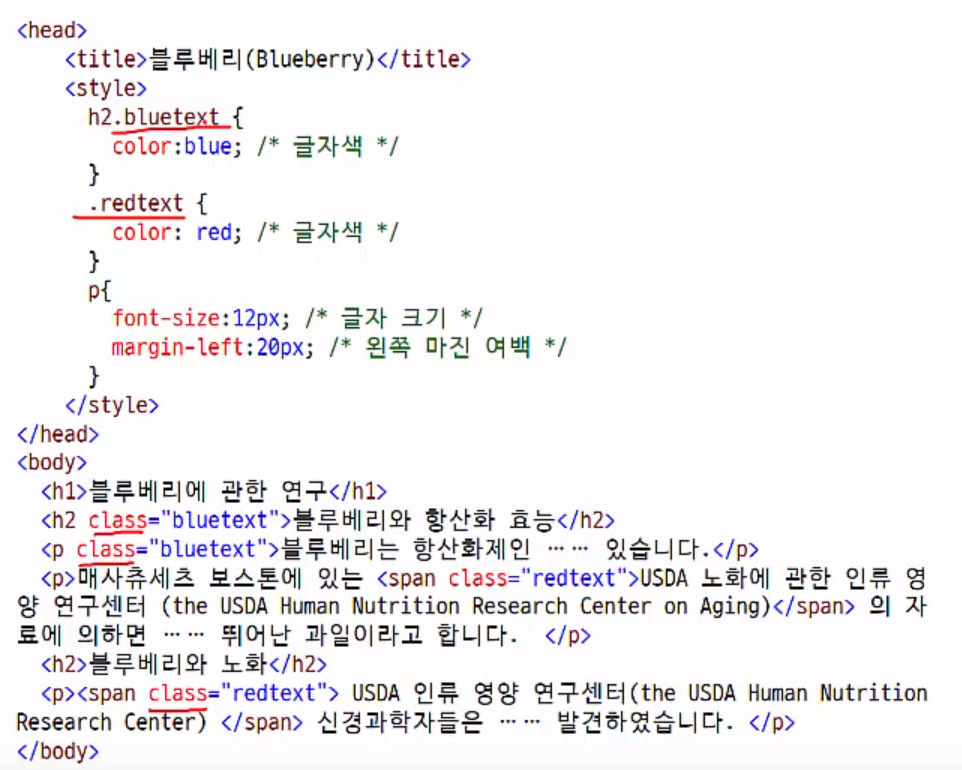 <head>
<title>블루베리(Blueberry)</title>
<style>
h2.bluetext {
color:blue; /* 글자색 */
}
.redtext {
color: red; /* 글자색 */
}
p{
font-size:12px; /* 글자 크기 */
margin-left:20px; /* 왼쪽 마진 여백 */
}
</style>
</head>
<body>
<h1>블루베리에 관한 연구</h1>
<h2 class="bluetext">블루베리와 항산화 효능</h2>
<p class="bluetext">블루베리는 항산화제인 …… 있습니다.</p>
<p>매사츄세츠 보스톤에 있는 <span class="redtext">USDA 노화에 관한 인류 영
양 연구센터 (the USDA Human Nutrition Research Center on Aging)</span> 의 자
료에 의하면 …… 뛰어난 과일이라고 합니다. </p>
<h2>블루베리와 노화</h2>
<p><span class="redtext"> USDA 인류 영양 연구센터(the USDA Human Nutrition
Research Center) </span> 신경과학자들은 …… 발견하였습니다. </p>
</body>